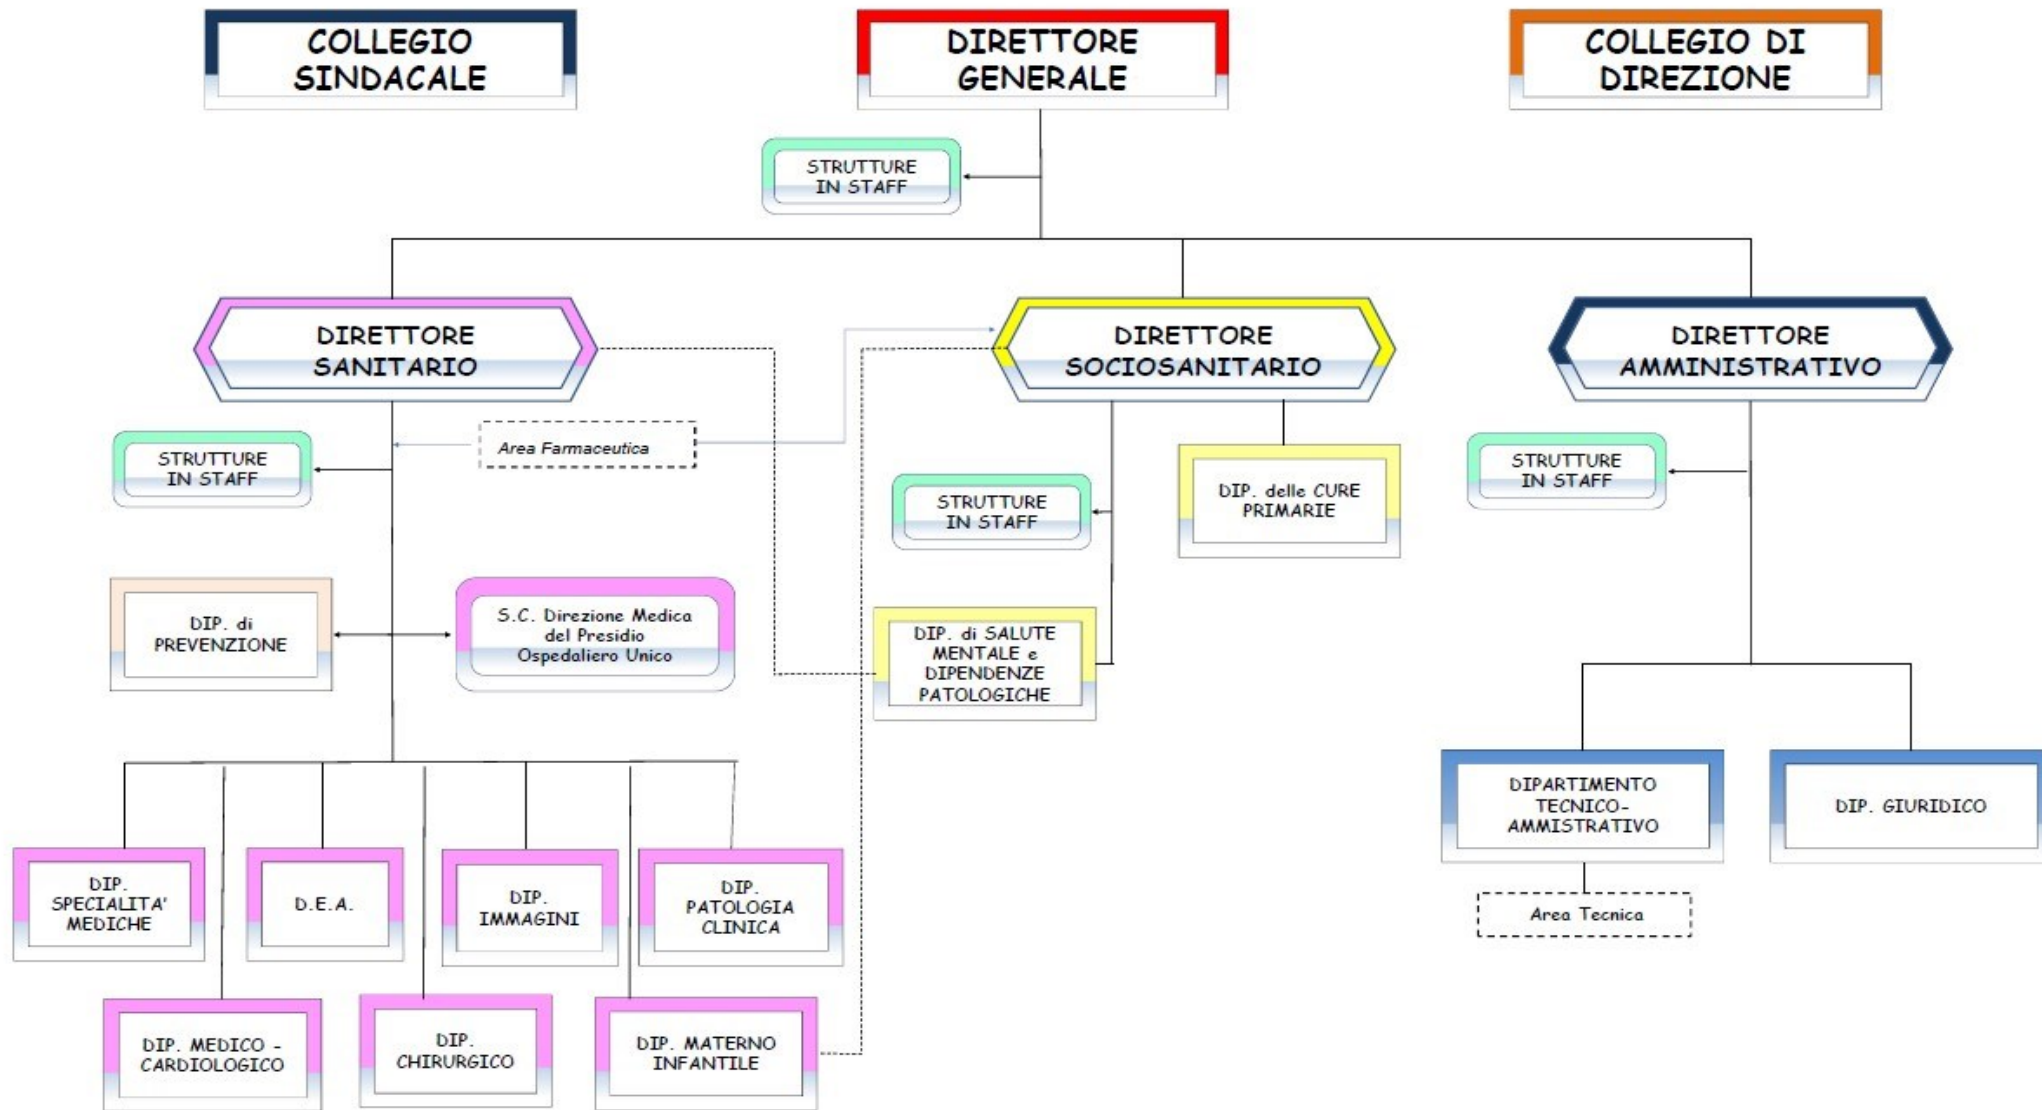 COLLEGIO
SINDACALE
DIRETTORE
GENERALE
COLLEGIO DI
DIREZIONE
STRUTTURE
IN STAFF
DIRETTORE
SANITARIO
DIRETTORE
SOCIOSANITARIO
DIRETTORE
AMMINISTRATIVO
Area Farmaceutica
STRUTTURE
IN STAFF
STRUTTURE
IN STAFF
DIP. delle CURE
PRIMARIE
STRUTTURE
IN STAFF
DIP. di
PREVENZIONE
S.C. Direzione Medica
del Presidio
Ospedaliero Unico
DIP. di SALUTE
MENTALE e
DIPENDENZE
PATOLOGICHE
DIPARTIMENTO
TECNICO-
AMMISTRATIVO
DIP. GIURIDICO
DIP.
SPECIALITA'
MEDICHE
D.E.A.
DIP.
IMMAGINI
DIP.
PATOLOGIA
CLINICA
Area Tecnica
DIP. MEDICO -
CARDIOLOGICO
DIP.
CHIRURGICO
DIP. MATERNO
INFANTILE